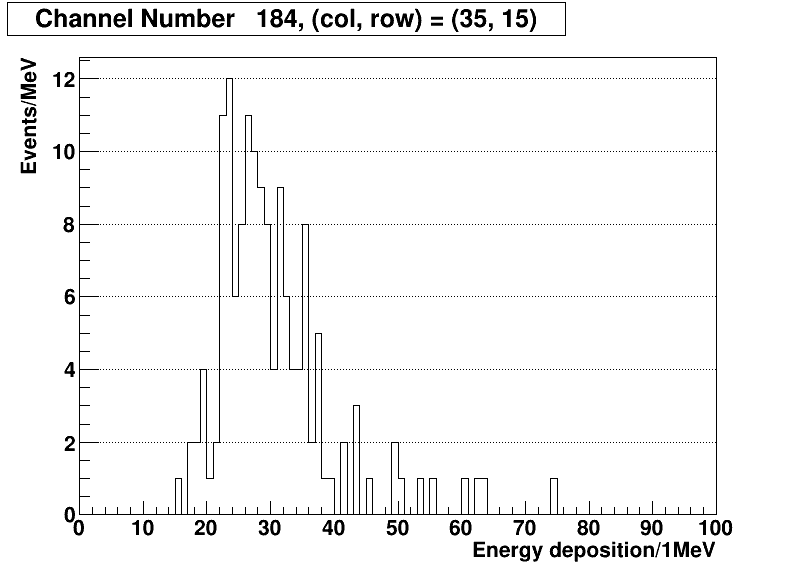 Channel Number 184, (col, row) = (35, 15)
Events/MeV
12
10
8
6
4
2
0
0 10 20 30 40 50 60 70 80 90 100
Energy deposition/1MeV